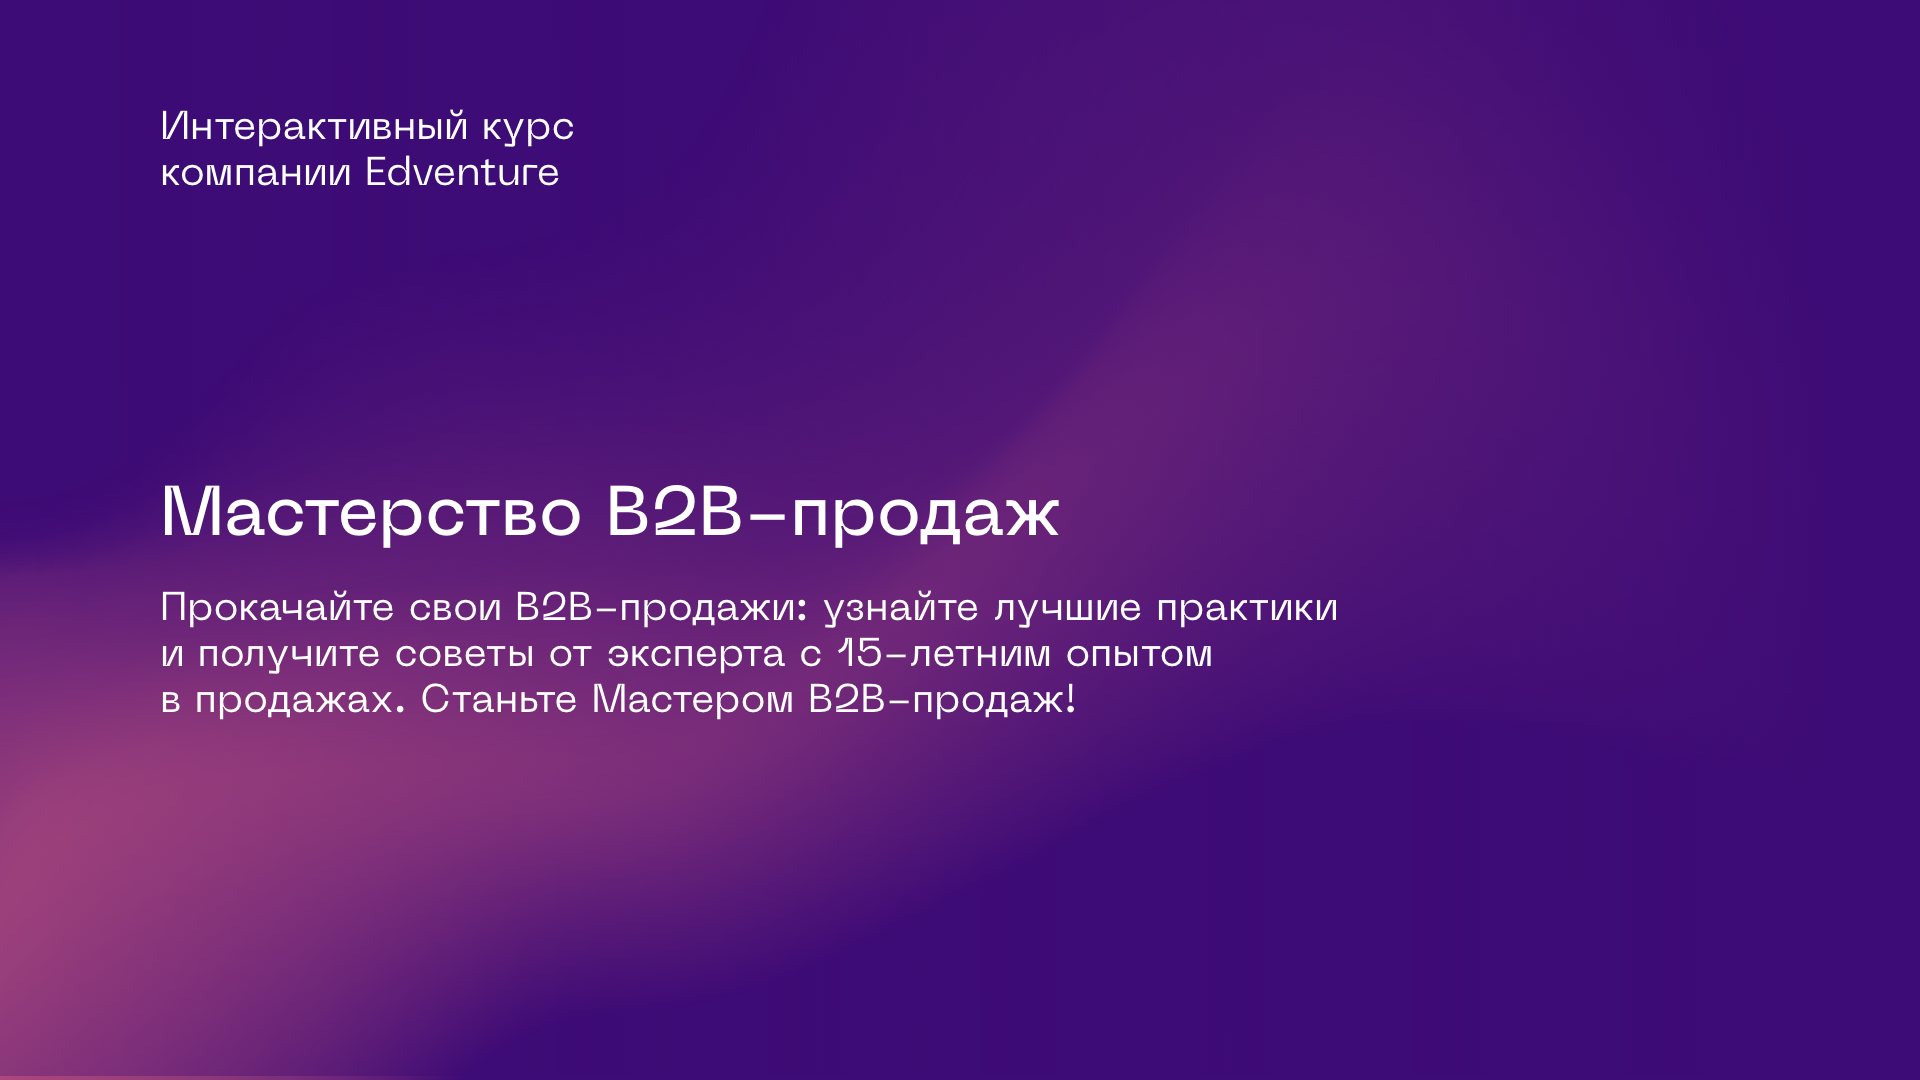 Интерактивный курс
компании Edventure
Мастерство B2B-продаж
Прокачайте свои B2B-продажи: узнайте лучшие практики
и получите советы от эксперта с 15-летним опытом
в продажах. Станьте Мастером B2B-продаж!